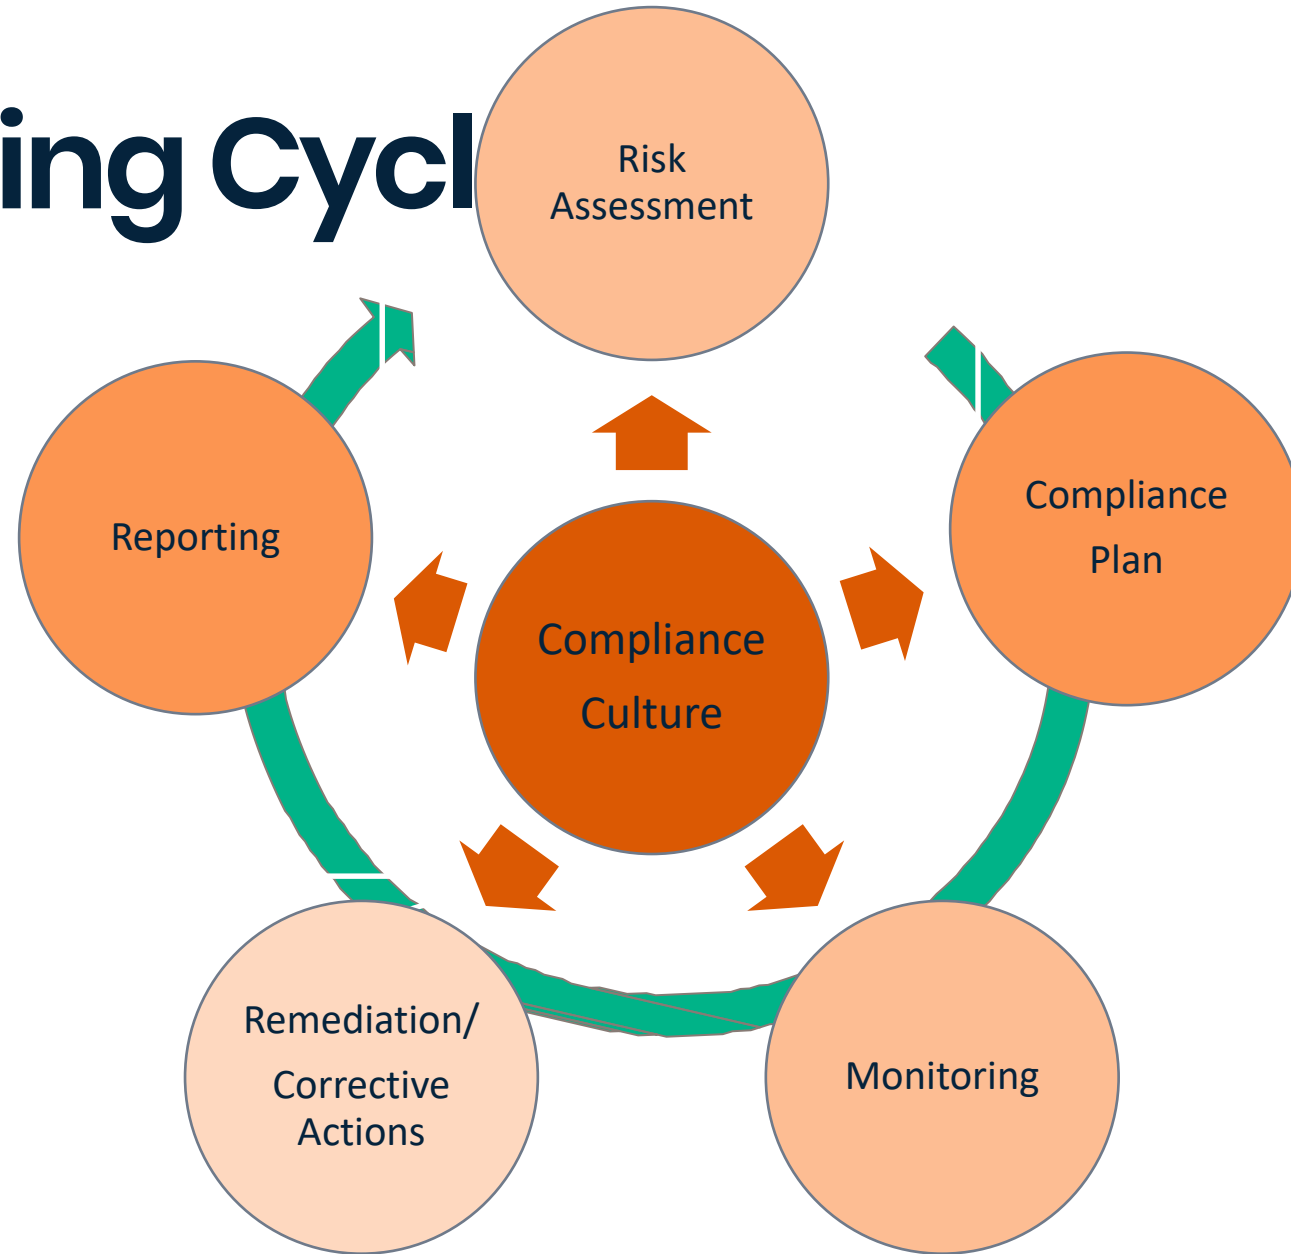 ing Cycl
Risk
Assessment
Compliance
Plan
Reporting
Compliance
Culture
Remediation/
Corrective
Actions
Monitoring